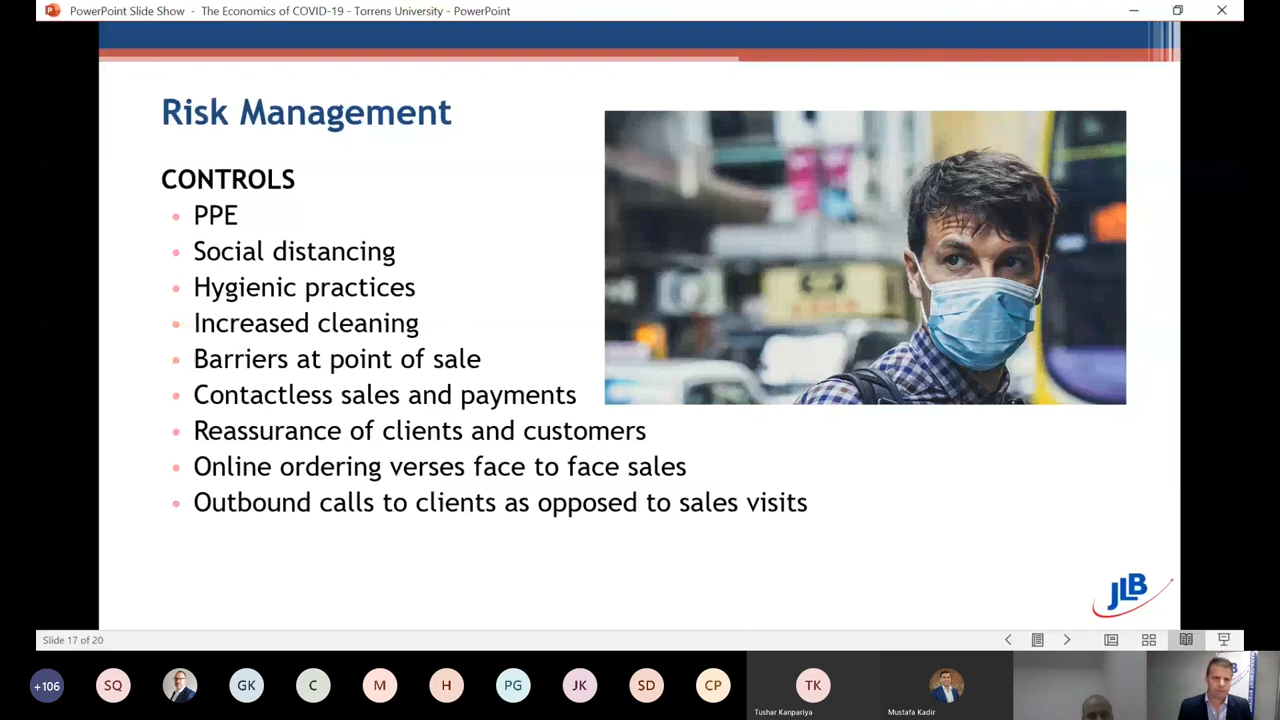 PowerPoint Slide Show - The Economics of COVID-19 - Torrens University - PowerPoint
Risk Management
CONTROLS
PPE
Social distancing
Hygienic practices
Increased cleaning
Barriers at point of sale
Contactless sales and payments
Reassurance of clients and customers
Online ordering verses face to face sales
Outbound calls to clients as opposed to sales visits
JLB
Slide 17 of 20
+106
SQ
GK
C
M
H
PG
JK
SD
CP
TK
Tushar Kanpariya
Mustafa Kadir